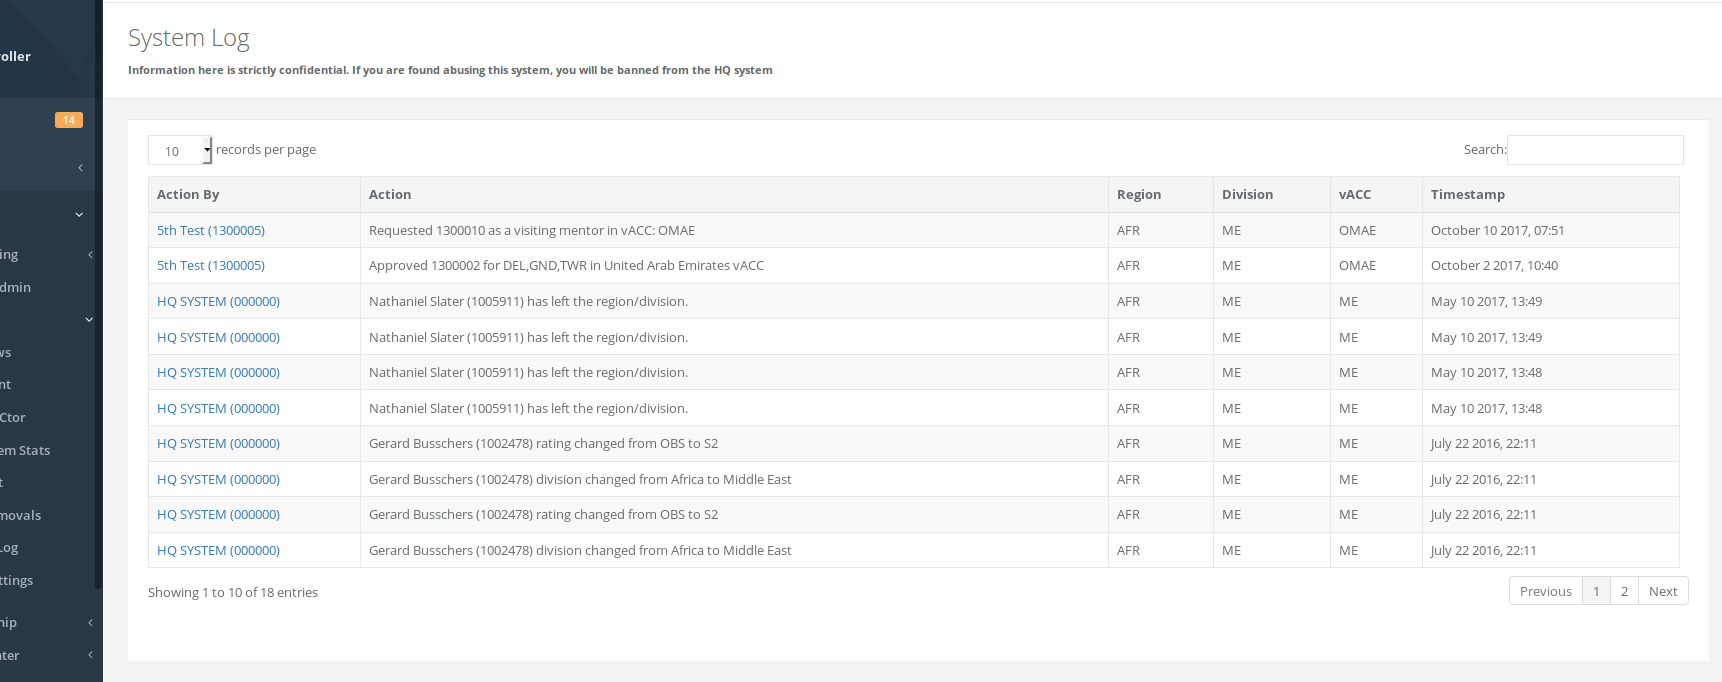 oller
14
ing
dmin
ws
nt
Ctor
em Stats
t
movals
Log
ttings
hip
nter
System Log
Information here is strictly confidential. If you are found abusing this system, you will be banned from the HQ system
10 records per page Search:
Action By Action Region Division vACC Timestamp
5th Test (1300005) Requested 1300010 as a visiting mentor in vACC: OMAE AFR ME OMAE October 10 2017, 07:51
5th Test (1300005) Approved 1300002 for DEL,GND,TWR in United Arab Emirates vACC AFR ME OMAE October 2 2017, 10:40
HQ SYSTEM (000000) Nathaniel Slater (1005911) has left the region/division. AFR ME ME May 10 2017, 13:49
HQ SYSTEM (000000) Nathaniel Slater (1005911) has left the region/division. AFR ME ME May 10 2017, 13:49
HQ SYSTEM (000000) Nathaniel Slater (1005911) has left the region/division. AFR ME ME May 10 2017, 13:48
HQ SYSTEM (000000) Nathaniel Slater (1005911) has left the region/division. AFR ME ME May 10 2017, 13:48
HQ SYSTEM (000000) Gerard Busschers (1002478) rating changed from OBS to S2 AFR ME ME July 22 2016, 22:11
HQ SYSTEM (000000) Gerard Busschers (1002478) division changed from Africa to Middle East AFR ME ME July 22 2016, 22:11
HQ SYSTEM (000000) Gerard Busschers (1002478) rating changed from OBS to S2 AFR ME ME July 22 2016, 22:11
HQ SYSTEM (000000) Gerard Busschers (1002478) division changed from Africa to Middle East AFR ME ME July 22 2016, 22:11
Showing 1 to 10 of 18 entries Previous 1 2 Next